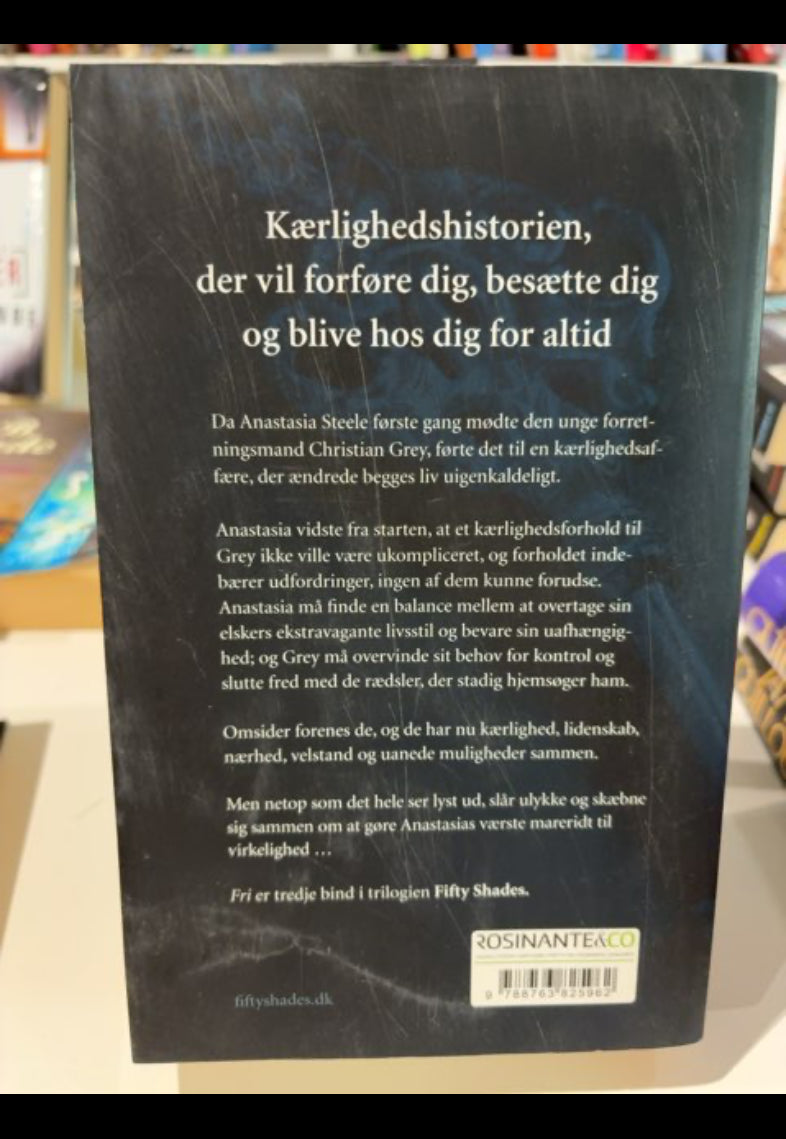 Kærlighedshistorien,
der vil forføre dig, besætte dig
og blive hos dig for altid
Da Anastasia Steele første gang mødte den unge forret-
ningsmand Christian Grey, førte det til en kærlighedsaf-
fære, der ændrede begges liv uigenkaldeligt.
Anastasia vidste fra starten, at et kærlighedsforhold til
Grey ikke ville være ukompliceret, og forholdet inde-
bærer udfordringer, ingen af dem kunne forudse.
Anastasia må finde en balance mellem at overtage sin
elskers ekstravagante livsstil og bevare sin uafhængig-
hed; og Grey må overvinde sit behov for kontrol og
slutte fred med de rædsler, der stadig hjemsøger ham.
Omsider forenes de, og de har nu kærlighed, lidenskab,
nærhed, velstand og uanede muligheder sammen.
Men netop som det hele ser lyst ud, slår ulykke og skæbne
sig sammen om at gøre Anastasias værste mareridt til
virkelighed ...
Fri er tredje bind i trilogien Fifty Shades.
ROSINANTE&CO
9 788763 825962
fiftyshades.dk